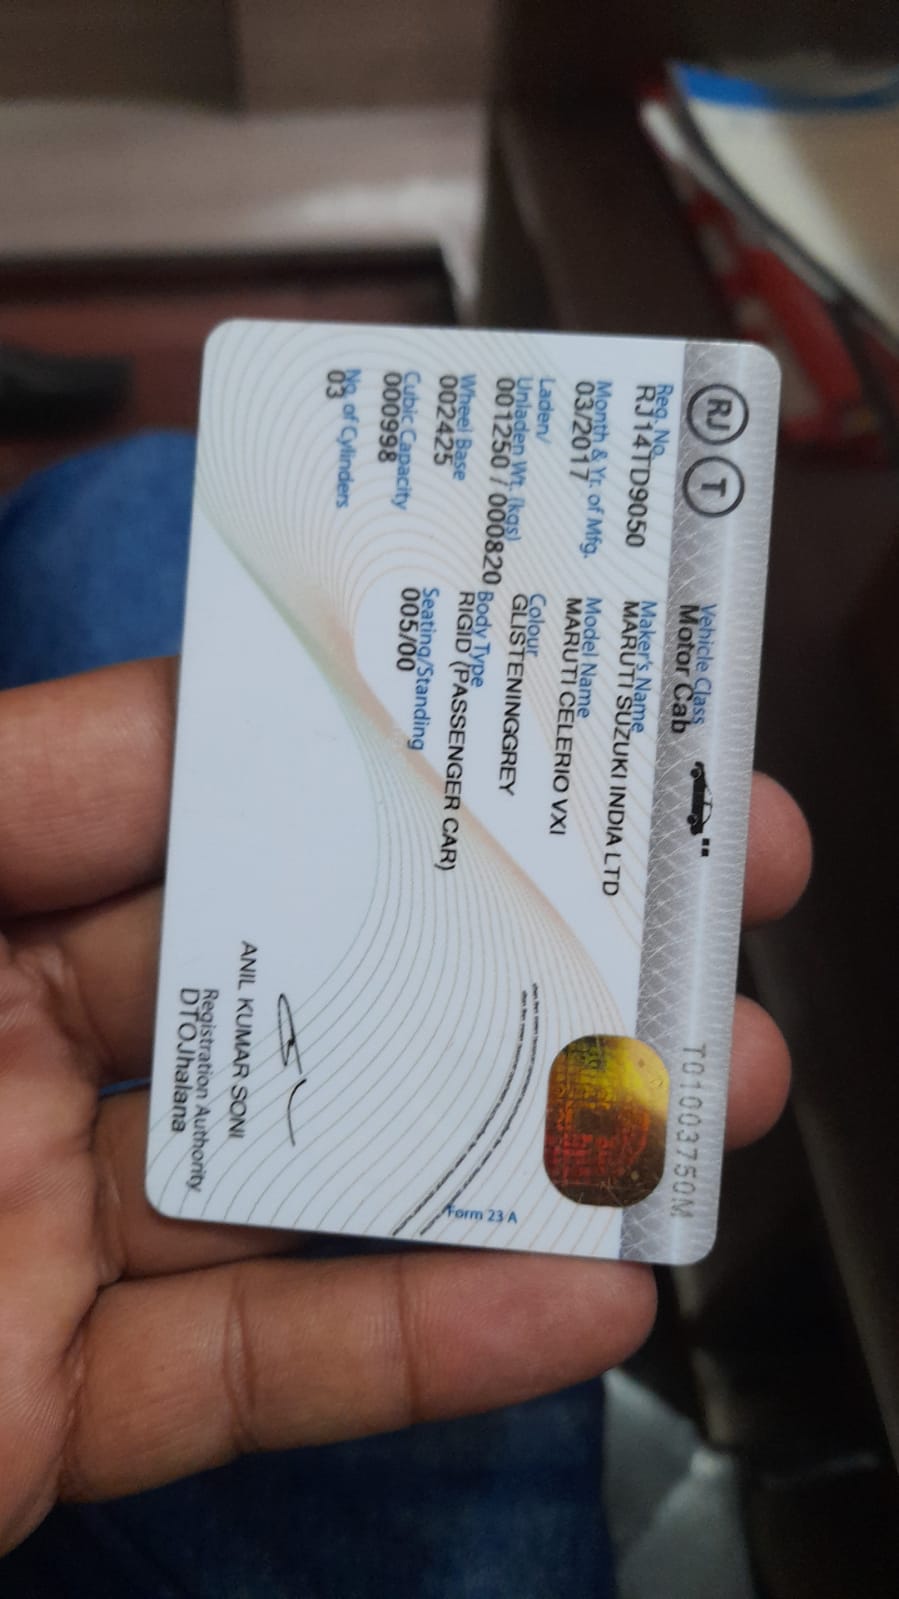 RJ T
Vehicle Class
Motor Cab
T01003750M
Reg. No.
RJ14TD9050
Maker's Name
MARUTI SUZUKI INDIA LTD
Month & Yr. of Mfg.
03/2017
Model Name
MARUTI CELERIO VXI
Laden/
Unladen Wt. (kgs)
001250 / 000820
Colour
GLISTENINGGREY
Wheel Base
002425
Body Type
RIGID (PASSENGER CAR)
Cubic Capacity
000998
Seating/Standing
005/00
No. of Cylinders
03
Form 23 A
ANIL KUMAR SONI
Registration Authority
DTOJhalana